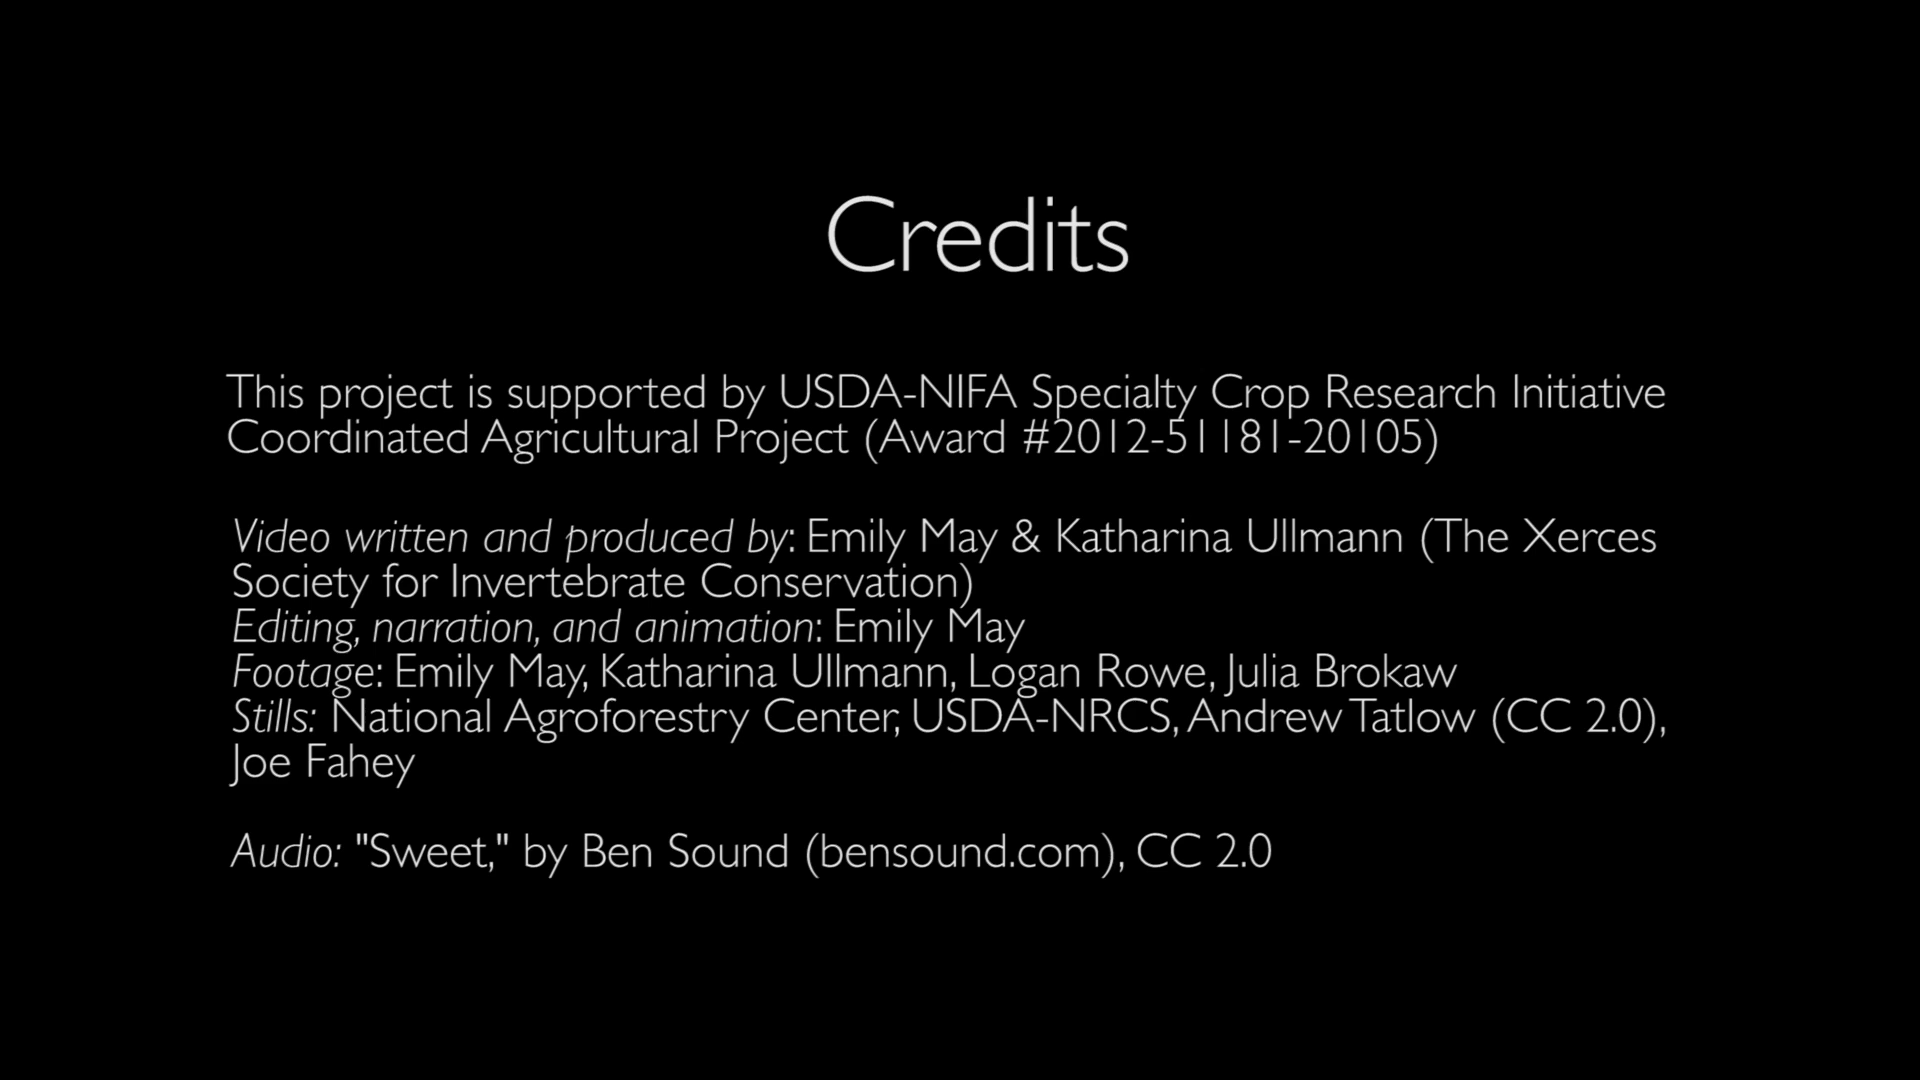 Credits
This project is supported by USDA-NIFA Specialty Crop Research Initiative
Coordinated Agricultural Project (Award #2012-51181-20105)
Video written and produced by: Emily May & Katharina Ullmann (The Xerces
Society for Invertebrate Conservation)
Editing, narration, and animation: Emily May
Footage: Emily May, Katharina Ullmann, Logan Rowe, Julia Brokaw
Stills: National Agroforestry Center, USDA-NRCS, Andrew Tatlow (CC 2.0),
Joe Fahey
Audio: "Sweet," by Ben Sound (bensound.com), CC 2.0